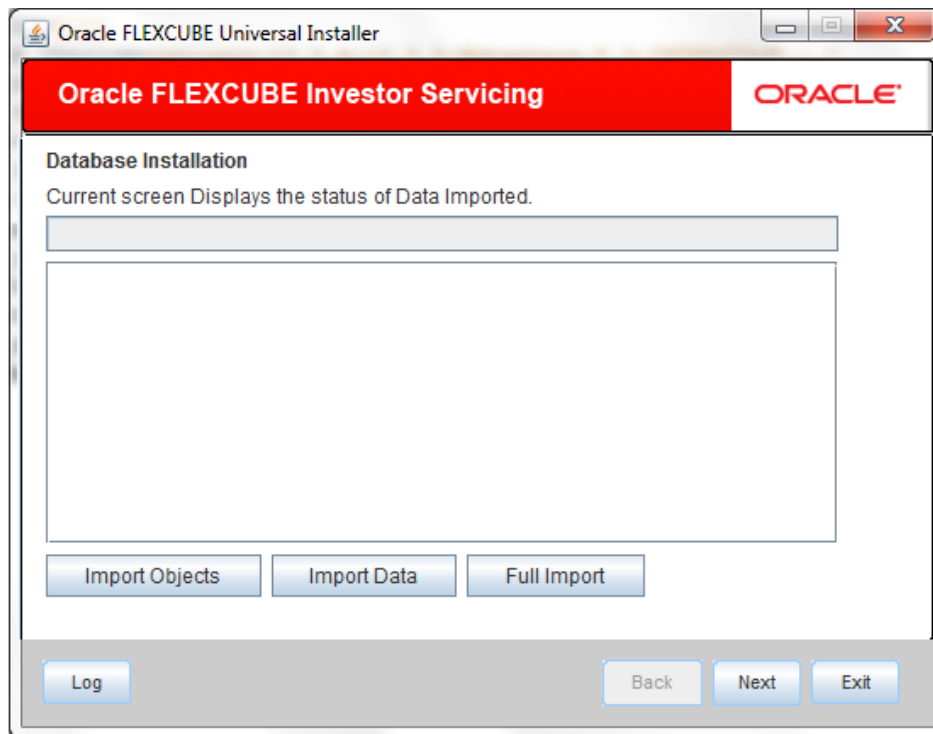 Oracle FLEXCUBE Universal Installer
Oracle FLEXCUBE Investor Servicing
ORACLE
Database Installation
Current screen Displays the status of Data Imported.
Import Objects Import Data Full Import
Log Back Next Exit